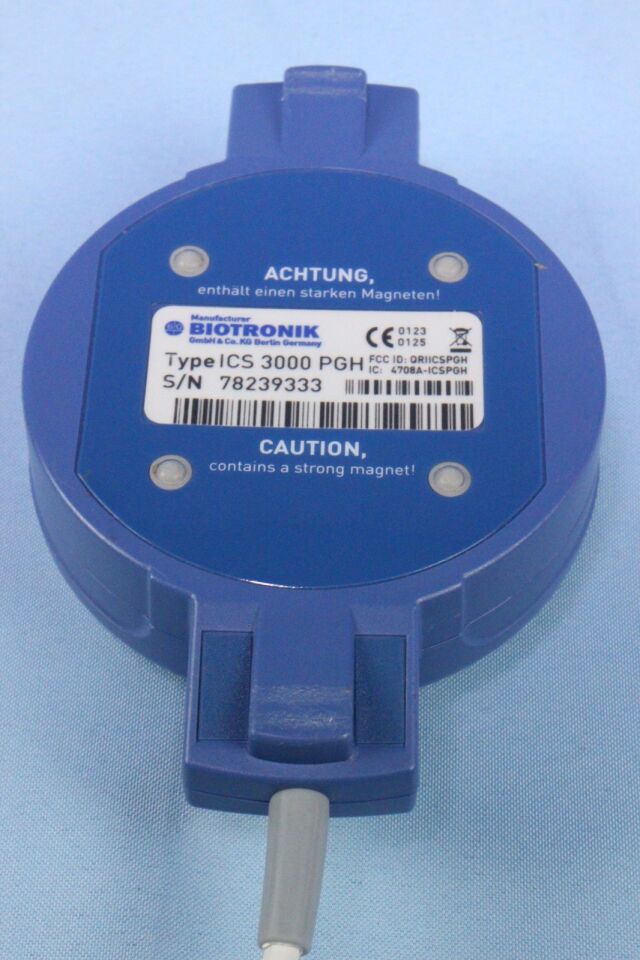 ACHTUNG,
enthält einen starken Magneten!
Manufacturer
BIOTRONIK
GmbH & Co. KG Berlin Germany
CE 0123
0125
Type ICS 3000 PGH
FCC ID: QRIICSPGH
IC: 4708A-ICSPGH
S/N 78239333
CAUTION,
contains a strong magnet!